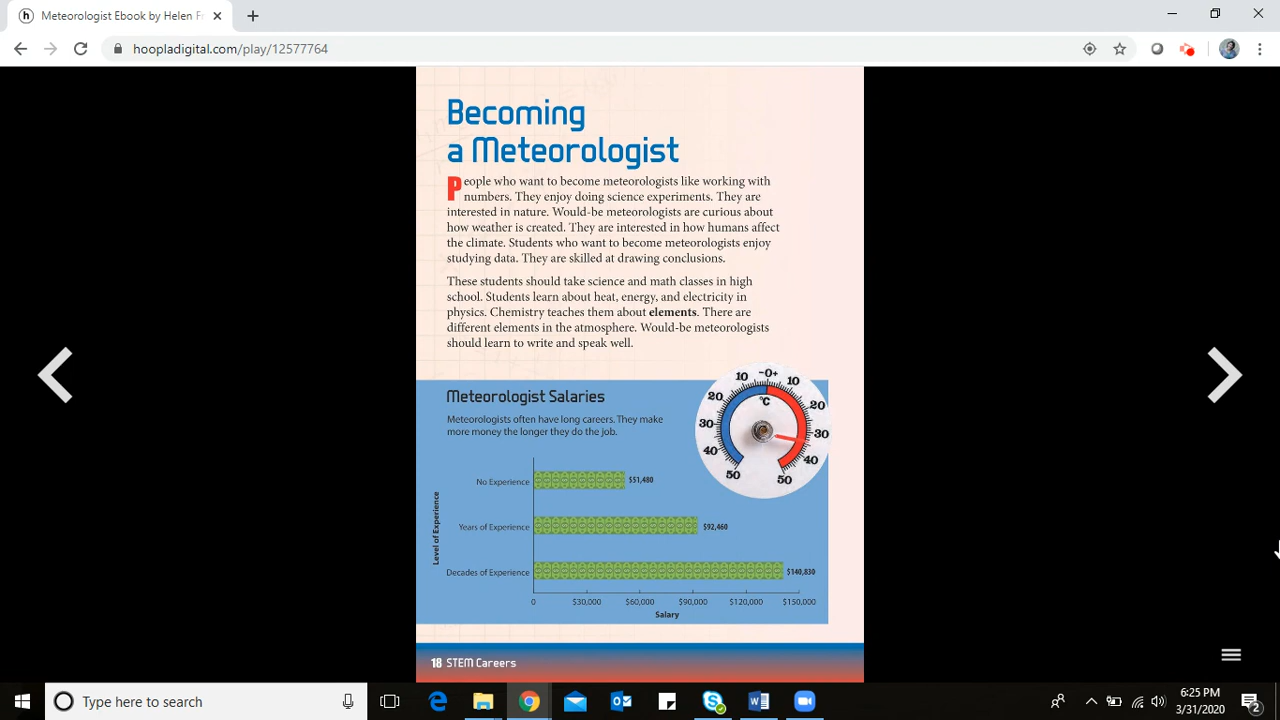 Meteorologist Ebook by Helen F
hoopladigital.com/play/12577764
Becoming
a Meteorologist
People who want to become meteorologists like working with
numbers. They enjoy doing science experiments. They are
interested in nature. Would-be meteorologists are curious about
how weather is created. They are interested in how humans affect
the climate. Students who want to become meteorologists enjoy
studying data. They are skilled at drawing conclusions.
These students should take science and math classes in high
school. Students learn about heat, energy, and electricity in
physics. Chemistry teaches them about elements. There are
different elements in the atmosphere. Would-be meteorologists
should learn to write and speak well.
Meteorologist Salaries
Meteorologists often have long careers. They make
more money the longer they do the job.
-0+
10 10
°C
20 20
30 30
40 40
50 50
Level of Experience
No Experience $51,480
Years of Experience $92,460
Decades of Experience $140,830
0 $30,000 $60,000 $90,000 $120,000 $150,000
Salary
18 STEM Careers
Type here to search
6:25 PM
3/31/2020
2